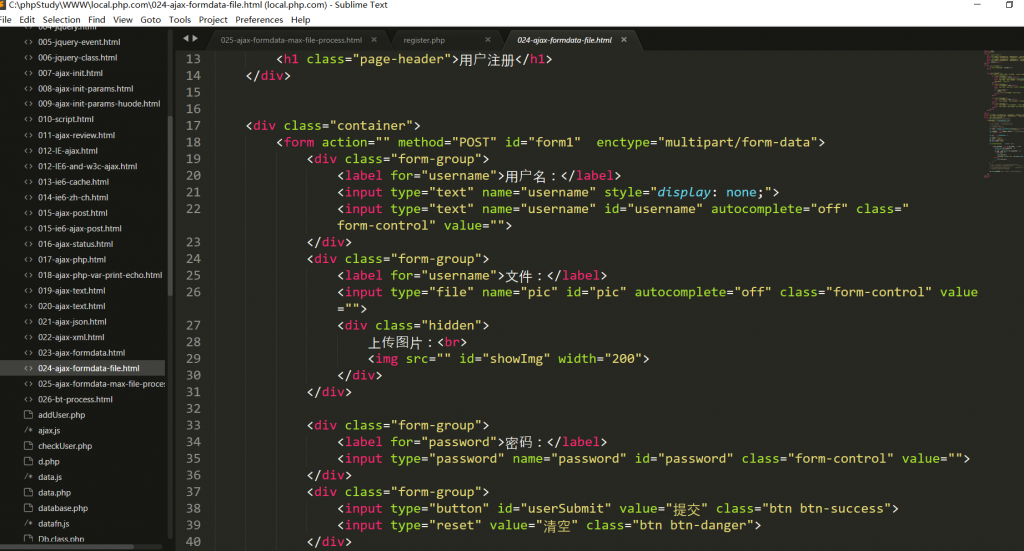 C:\phpStudy\WWW\local.php.com\024-ajax-formdata-file.html (local.php.com) - Sublime Text
File Edit Selection Find View Goto Tools Project Preferences Help
004-jquery.html
005-jquery-event.html
006-jquery-class.html
007-ajax-init.html
008-ajax-init-params.html
009-ajax-init-params-huode.html
010-script.html
011-ajax-review.html
012-IE-ajax.html
012-IE6-and-w3c-ajax.html
013-ie6-cache.html
014-ie6-zh-ch.html
015-ajax-post.html
015-ie6-ajax-post.html
016-ajax-status.html
017-ajax-php.html
018-ajax-php-var-print-echo.html
019-ajax-text.html
020-ajax-text.html
021-ajax-json.html
022-ajax-xml.html
023-ajax-formdata.html
024-ajax-formdata-file.html
025-ajax-formdata-max-file-proces
026-bt-process.html
addUser.php
ajax.js
checkUser.php
d.php
data.js
data.php
database.php
datafn.js
Db.class.php
025-ajax-formdata-max-file-process.html × register.php × 024-ajax-formdata-file.html ×
13 <h1 class="page-header">用户注册</h1>
14 </div>
15
16
17 <div class="container">
18 <form action="" method="POST" id="form1"  enctype="multipart/form-data">
19 <div class="form-group">
20 <label for="username">用户名：</label>
21 <input type="text" name="username" style="display: none;">
22 <input type="text" name="username" id="username" autocomplete="off" class="
form-control" value="">
23 </div>
24 <div class="form-group">
25 <label for="username">文件：</label>
26 <input type="file" name="pic" id="pic" autocomplete="off" class="form-control" value
="">
27 <div class="hidden">
28 上传图片：<br>
29 <img src="" id="showImg" width="200">
30 </div>
31 </div>
32
33 <div class="form-group">
34 <label for="password">密码：</label>
35 <input type="password" name="password" id="password" class="form-control" value="">
36 </div>
37 <div class="form-group">
38 <input type="button" id="userSubmit" value="提交" class="btn btn-success">
39 <input type="reset" value="清空" class="btn btn-danger">
40 </div>